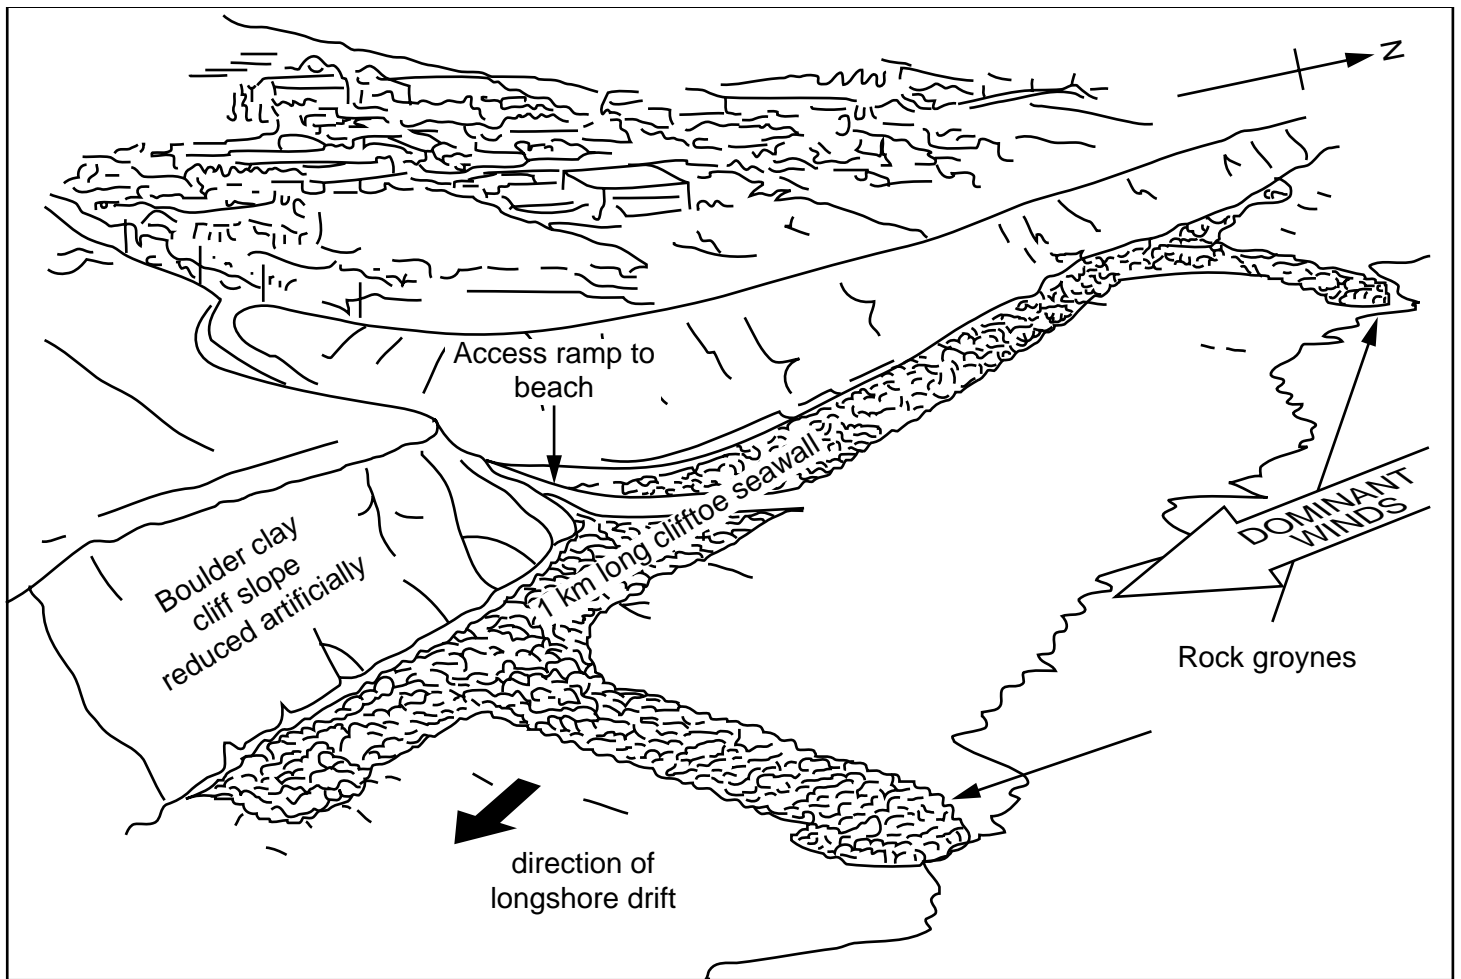 N
Access ramp to
beach
1 km long clifftoe seawall
DOMINANT
WINDS
Boulder clay
cliff slope
reduced artificially
Rock groynes
direction of
longshore drift